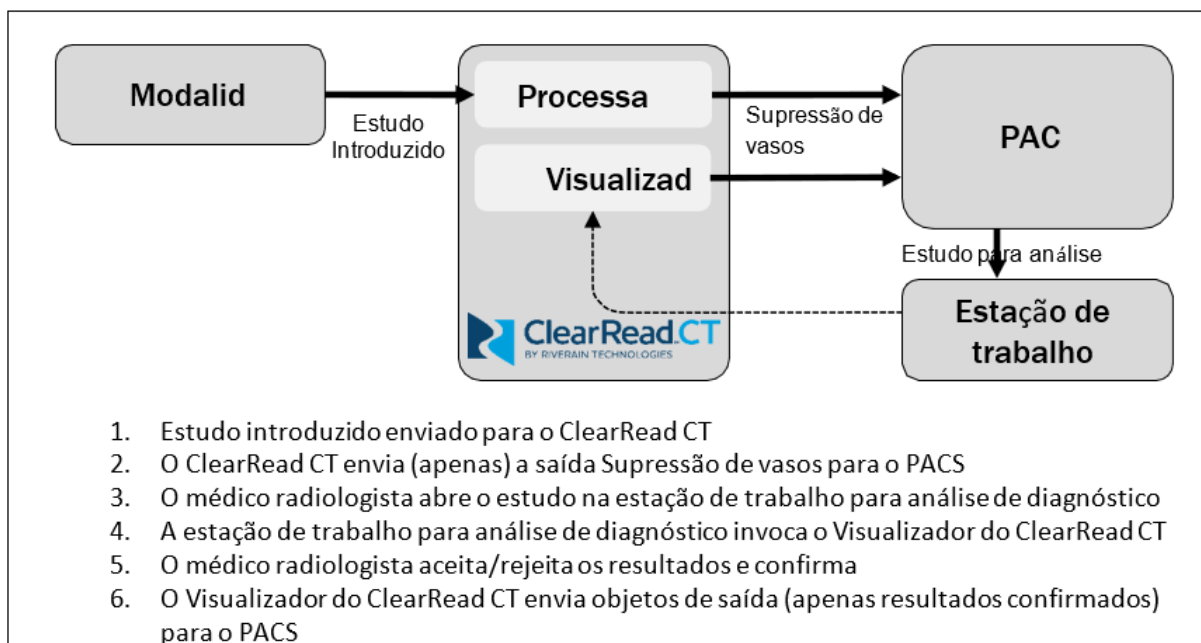 Modalid
Estudo
Introduzido
Processa
Visualizad
Supressão de
vasos
PAC
Estudo para análise
Estação de
trabalho
ClearRead CT
BY RIVERAIN TECHNOLOGIES
1. Estudo introduzido enviado para o ClearRead CT
2. O ClearRead CT envia (apenas) a saída Supressão de vasos para o PACS
3. O médico radiologista abre o estudo na estação de trabalho para análise de diagnóstico
4. A estação de trabalho para análise de diagnóstico invoca o Visualizador do ClearRead CT
5. O médico radiologista aceita/rejeita os resultados e confirma
6. O Visualizador do ClearRead CT envia objetos de saída (apenas resultados confirmados)
para o PACS